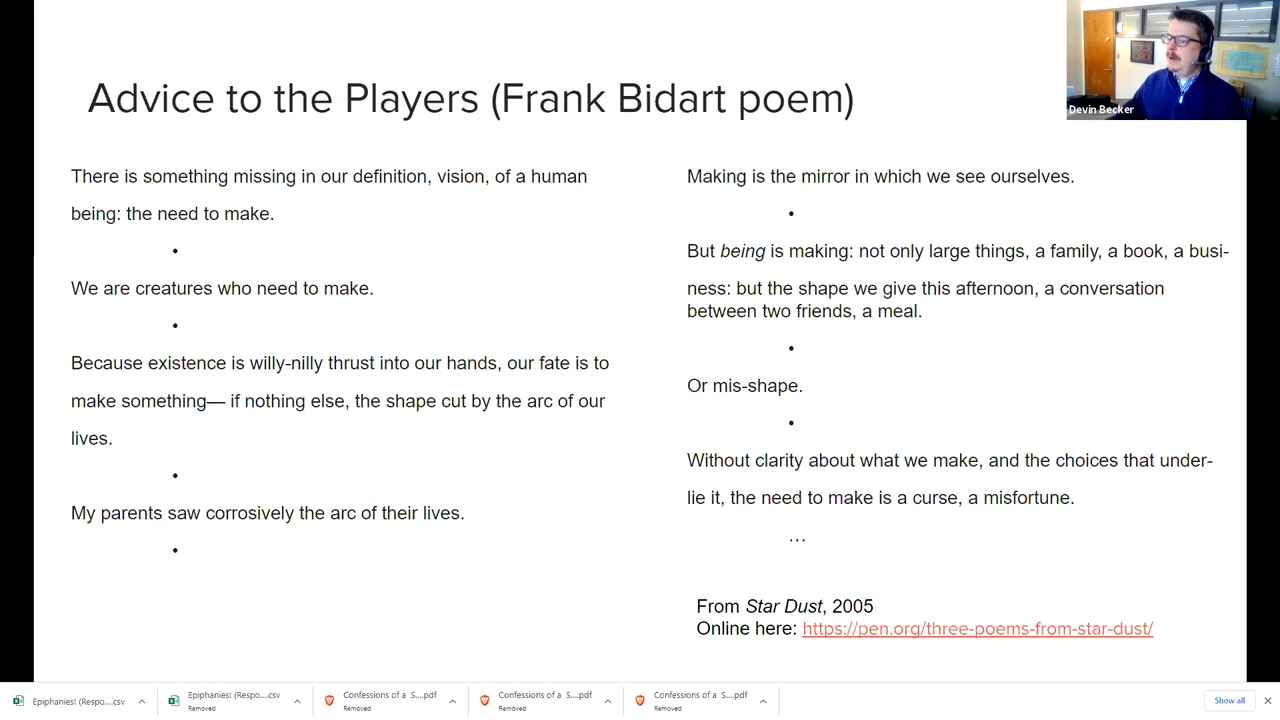 Advice to the Players (Frank Bidart poem)
Devin Becker
There is something missing in our definition, vision, of a human
being: the need to make.
•
We are creatures who need to make.
•
Because existence is willy-nilly thrust into our hands, our fate is to
make something— if nothing else, the shape cut by the arc of our
lives.
•
My parents saw corrosively the arc of their lives.
•
Making is the mirror in which we see ourselves.
•
But being is making: not only large things, a family, a book, a busi-
ness: but the shape we give this afternoon, a conversation
between two friends, a meal.
•
Or mis-shape.
•
Without clarity about what we make, and the choices that under-
lie it, the need to make is a curse, a misfortune.
…
From Star Dust, 2005
Online here: https://pen.org/three-poems-from-star-dust/
Epiphanies! (Respo....csv
Epiphanies! (Respo....csv
Removed
Confessions of a S....pdf
Removed
Confessions of a S....pdf
Removed
Confessions of a S....pdf
Removed
Show all